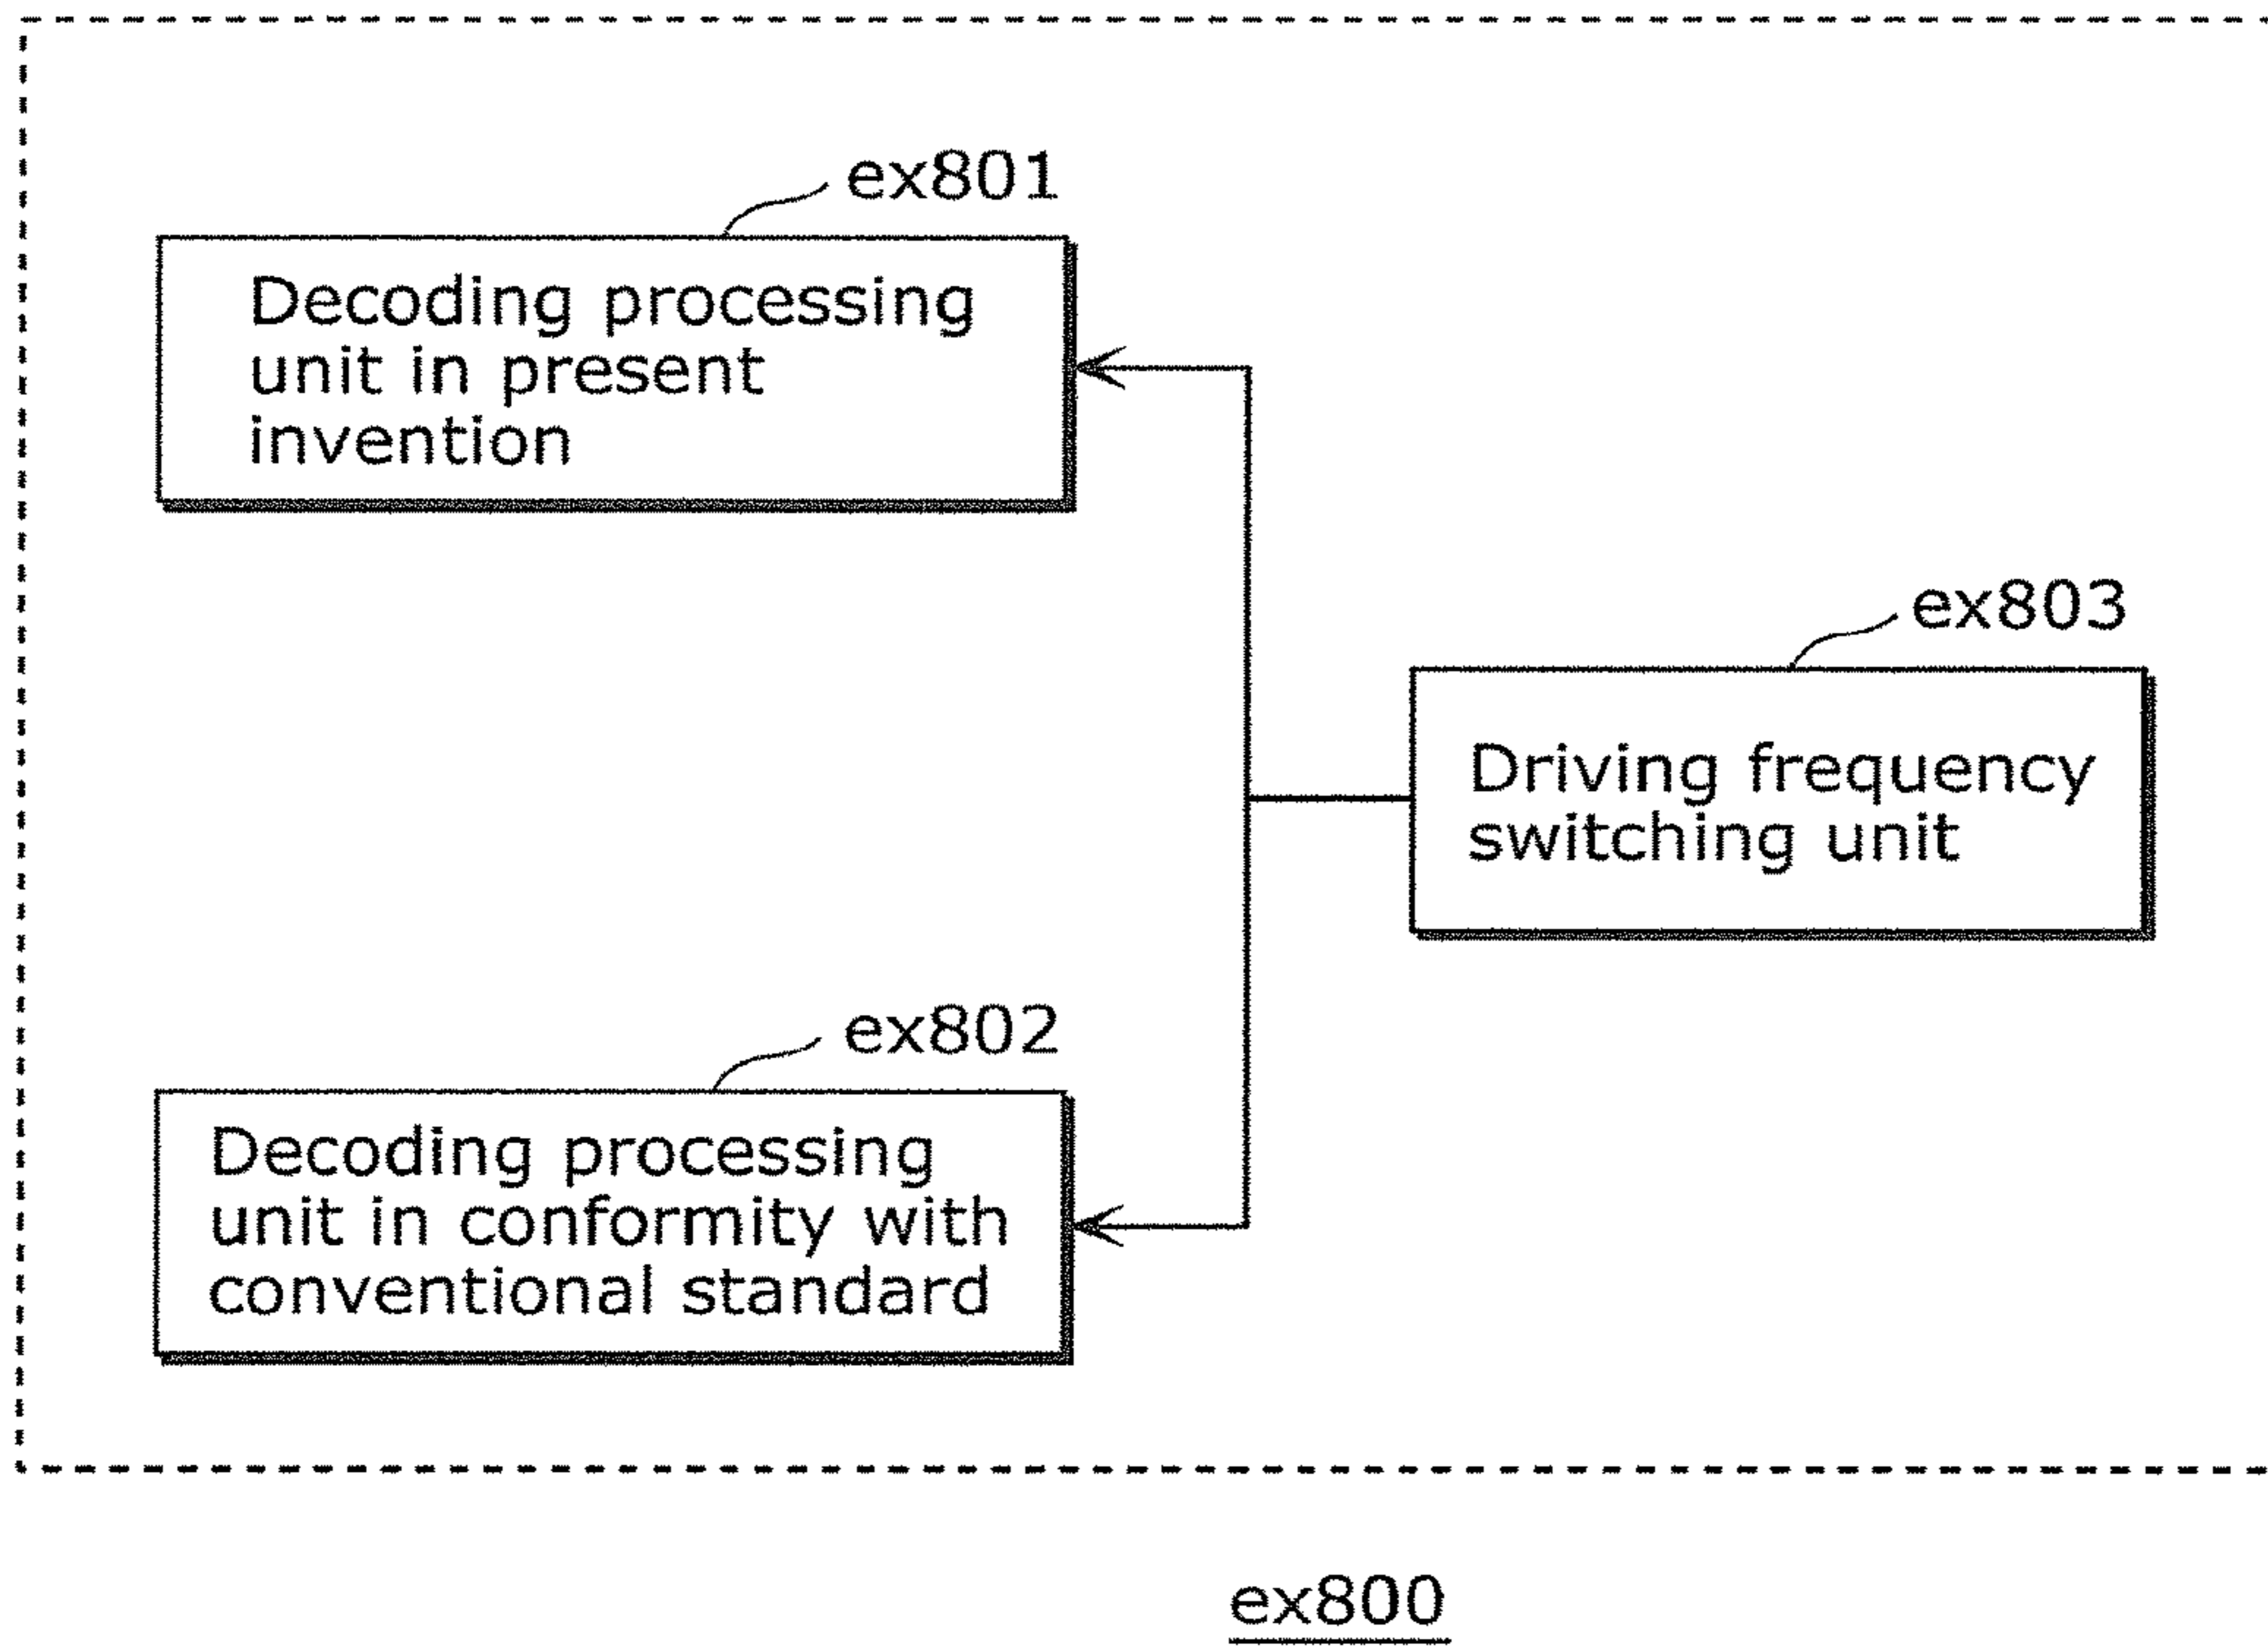 ex801
Decoding processing
unit in present
invention
ex803
Driving frequency
switching unit
ex802
Decoding processing
unit in conformity with
conventional standard
ex800